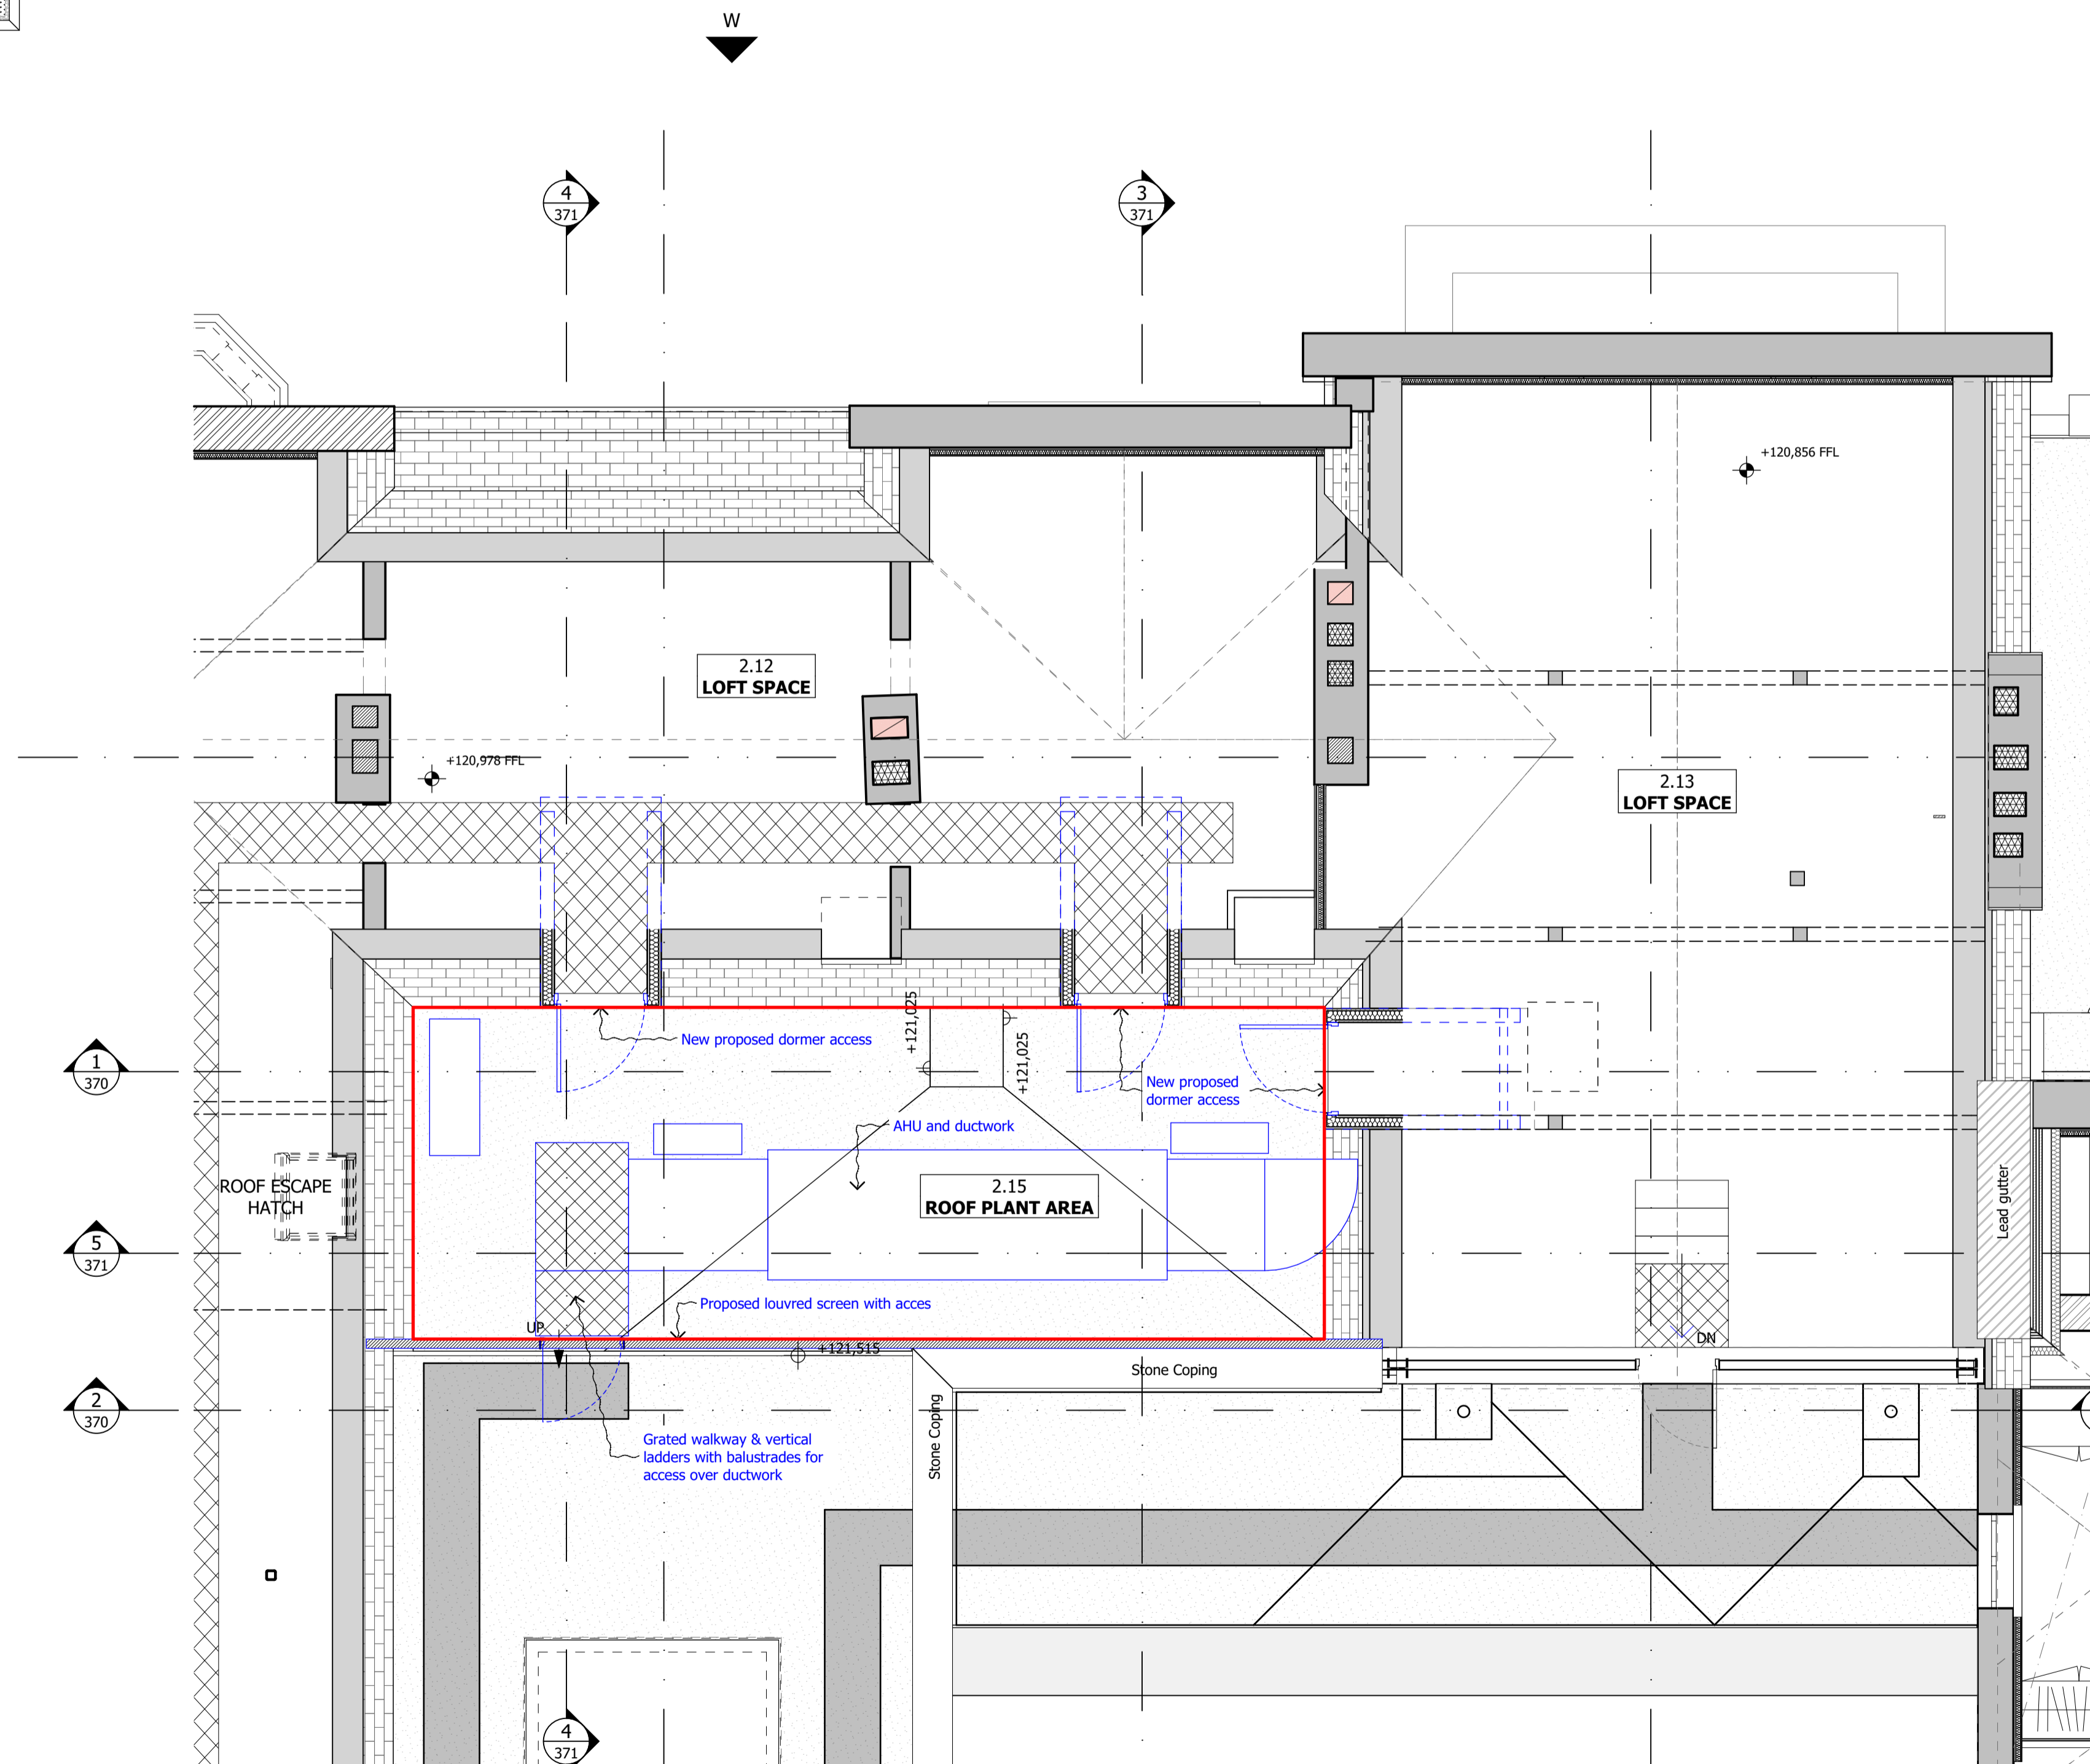 W
4
371
3
371
+120,856 FFL
2.12
LOFT SPACE
+120,978 FFL
2.13
LOFT SPACE
+121,025
+121,025
New proposed dormer access
1
370
New proposed
dormer access
AHU and ductwork
ROOF ESCAPE
HATCH
2.15
ROOF PLANT AREA
Lead gutter
5
371
Proposed louvred screen with acces
UP
+121,515
DN
Stone Coping
2
370
Stone Coping
Grated walkway & vertical
ladders with balustrades for
access over ductwork
4
371